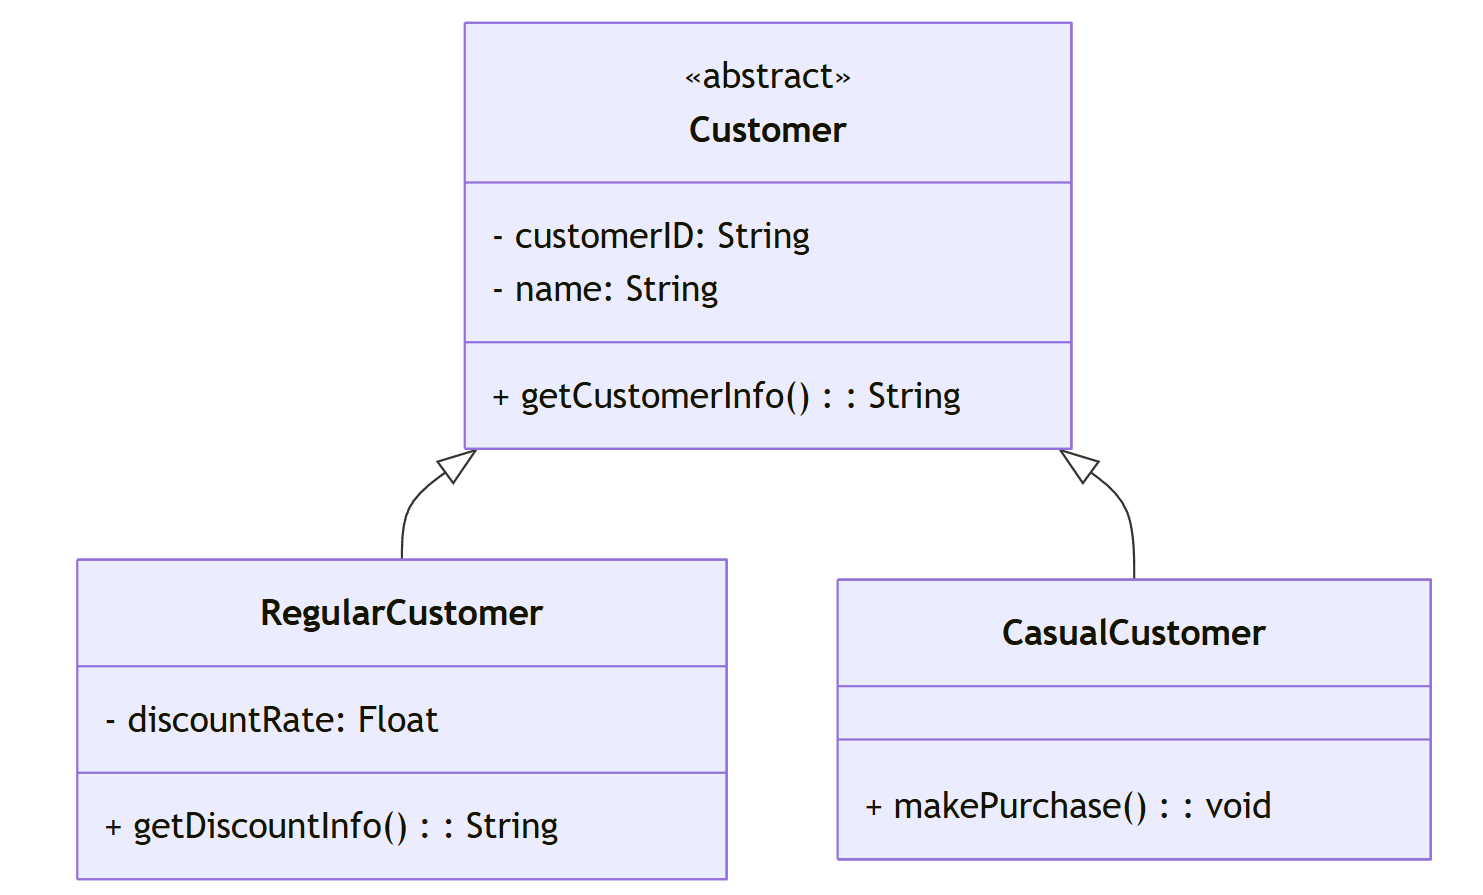 «abstract»
Customer
- customerID: String
- name: String
+ getCustomerInfo() : : String
RegularCustomer
- discountRate: Float
+ getDiscountInfo() : : String
CasualCustomer
+ makePurchase() : : void